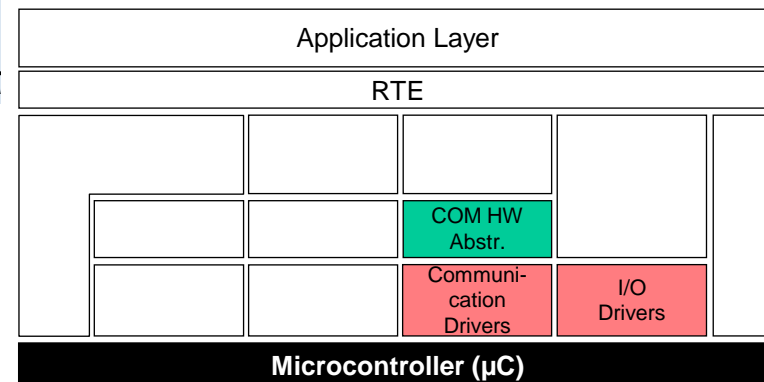 Application Layer
RTE
COM HW
Abstr.
Communi-
cation
Drivers
I/O
Drivers
Microcontroller (µC)